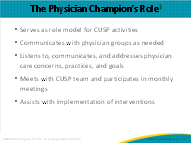 The Physician Champion's Role³
• Serves as role model for CUSP activities
• Communicates with physician groups as needed
• Listens to, communicates, and addresses physician
care concerns, practices, and goals
• Meets with CUSP team and participates in monthly
meetings
• Assists with implementation of interventions